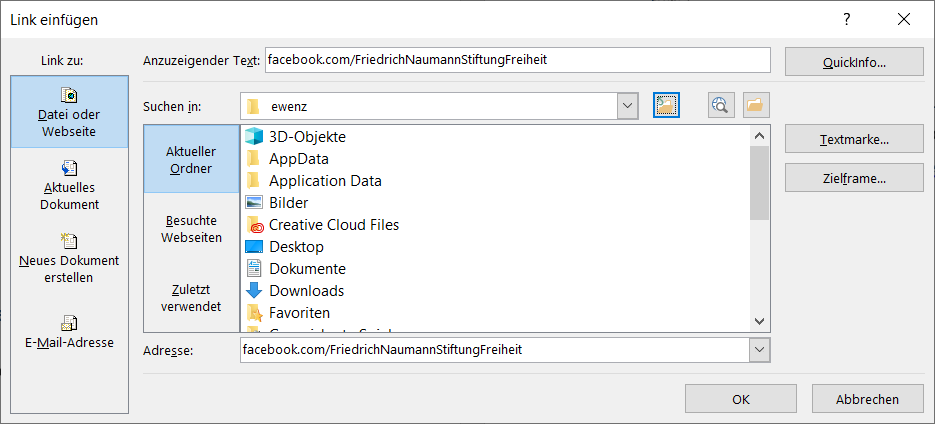 Link einfügen
?
Link zu:
Datei oder
Webseite
Aktuelles
Dokument
Neues Dokument
erstellen
E-Mail-Adresse
Anzuzeigender Text:
facebook.com/FriedrichNaumannStiftungFreiheit
QuickInfo...
Suchen in:
ewenz
Aktueller
Ordner
Besuchte
Webseiten
Zuletzt
verwendet
3D-Objekte
AppData
Application Data
Bilder
Creative Cloud Files
Desktop
Dokumente
Downloads
Favoriten
Textmarke...
Zielframe...
Adresse:
facebook.com/FriedrichNaumannStiftungFreiheit
OK
Abbrechen